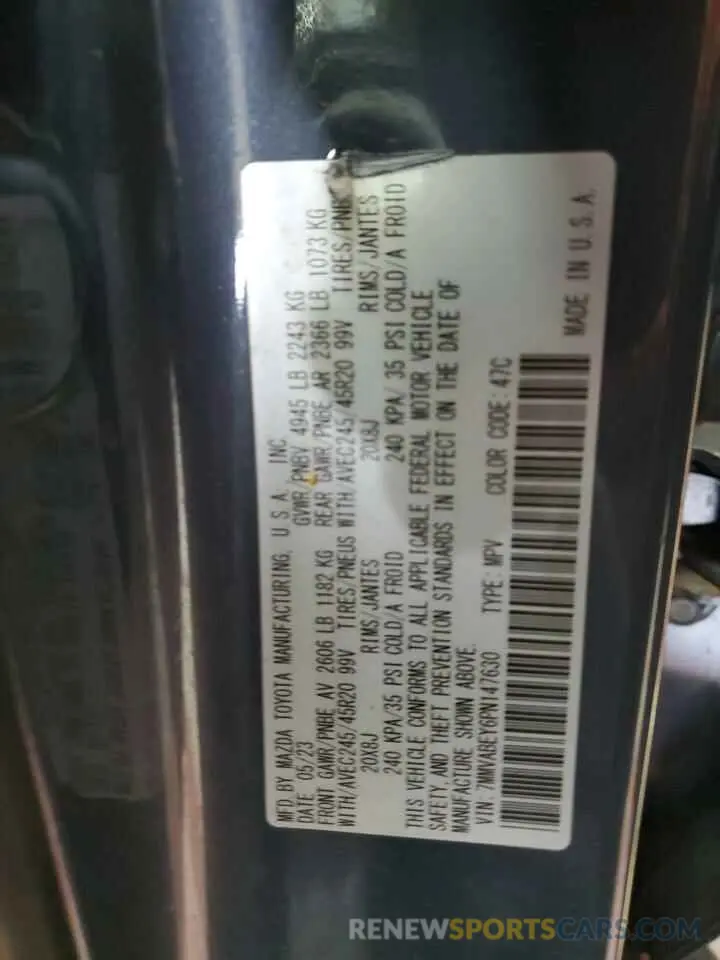 MFD. BY MAZDA TOYOTA MANUFACTURING, U.S.A., INC.
DATE 05/23 GVWR/PNBV 4945 LB 2243 KG
FRONT GAWR/PNBE AV 2606 LB 1182 KG REAR GAWR/PNBE AR 2366 LB 1073 KG
WITH/AVEC245/45R20 99V TIRES/PNEUS WITH/AVEC245/45R20 99V
20X8J RIMS/JANTES 20X8J RIMS/JANTES
240 KPA/35 PSI COLD/A FROID 240 KPA/ 35 PSI COLD/A FROID
THIS VEHICLE CONFORMS TO ALL APPLICABLE FEDERAL MOTOR VEHICLE
SAFETY AND THEFT PREVENTION STANDARDS IN EFFECT ON THE DATE OF
MANUFACTURE SHOWN ABOVE.
VIN: 7MMVABEY6PN147630 TYPE: MPV COLOR CODE: 47C
MADE IN U.S.A.
RENEWSPORTSCARS.COM